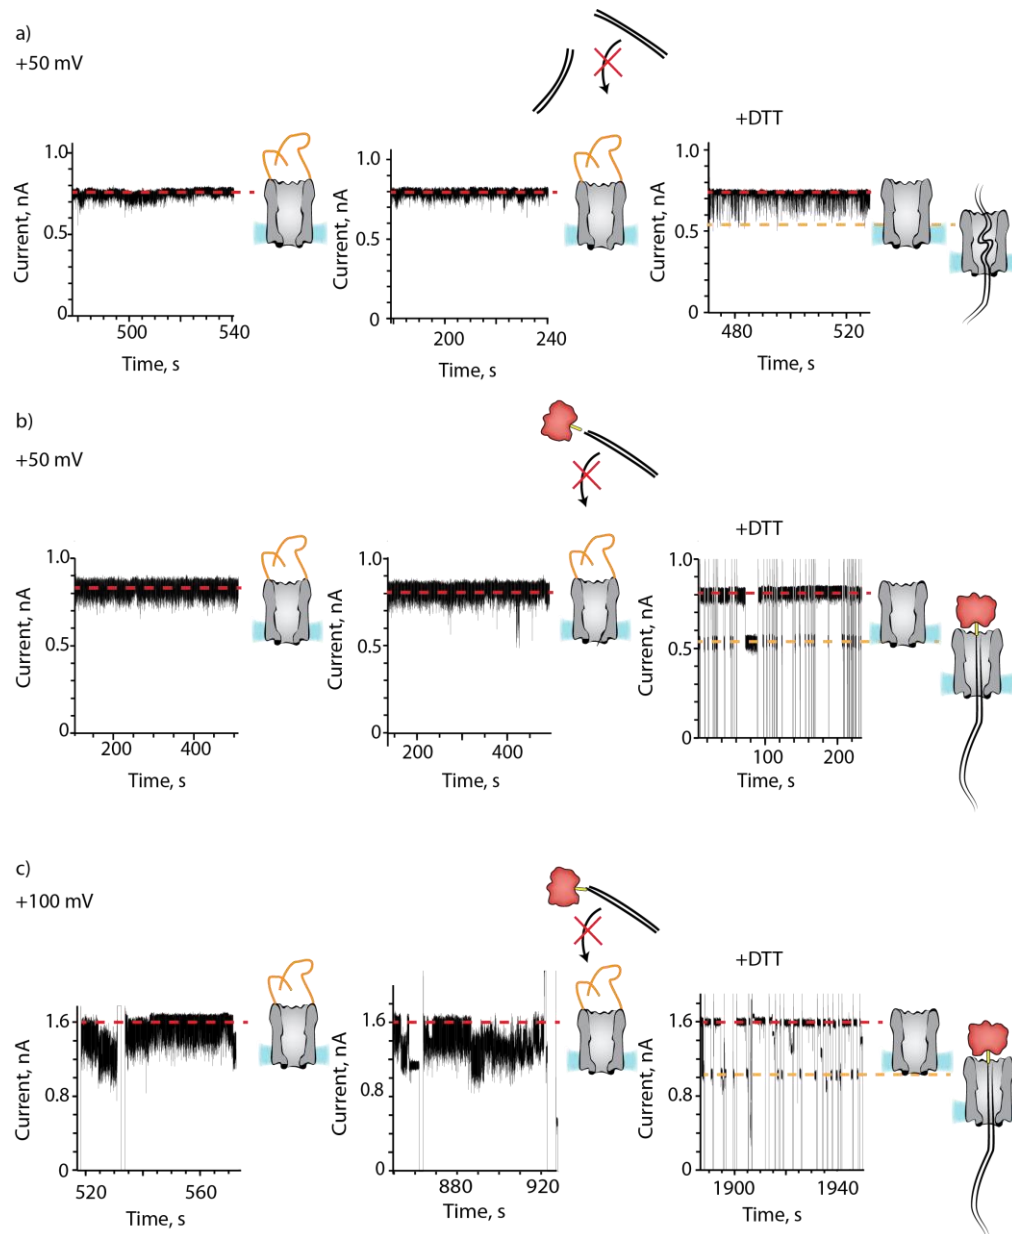 a)
+50 mV
+DTT
Current, nA
1.0
0.5
0
500
540
Time, s
Current, nA
1.0
0.5
0
200
240
Time, s
Current, nA
1.0
0.5
0
480
520
Time, s
b)
+50 mV
+DTT
Current, nA
1.0
0.5
0
200
400
Time, s
Current, nA
1.0
0.5
0
200
400
Time, s
Current, nA
1.0
0.5
0
100
200
Time, s
c)
+100 mV
+DTT
Current, nA
1.6
0.8
0
520
560
Time, s
Current, nA
1.6
0.8
0
880
920
Time, s
Current, nA
1.6
0.8
0
1900
1940
Time, s